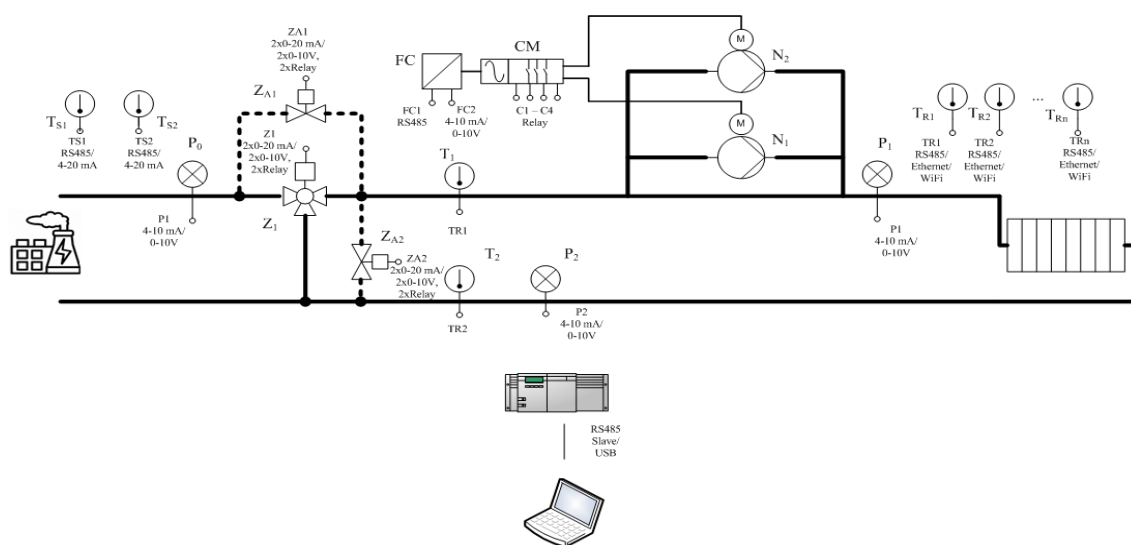 ZA1
2x0-20 mA/
2x0-10V,
2xRelay
ZA1
TS1
TS1
RS485/
4-20 mA
TS2
TS2
RS485/
4-20 mA
P0
P1
4-10 mA/
0-10V
Z1
2x0-20 mA/
2x0-10V,
2xRelay
Z1
ZA2
ZA2
2x0-20 mA/
2x0-10V,
2xRelay
T1
TR1
T2
TR2
P2
P2
4-10 mA/
0-10V
FC
FC1
RS485
FC2
4-10 mA/
0-10V
CM
C1 – C4
Relay
M
N2
M
N1
P1
P1
4-10 mA/
0-10V
TR1
TR1
RS485/
Ethernet/
WiFi
TR2
TR2
RS485/
Ethernet/
WiFi
...
TRn
TRn
RS485/
Ethernet/
WiFi
RS485
Slave/
USB